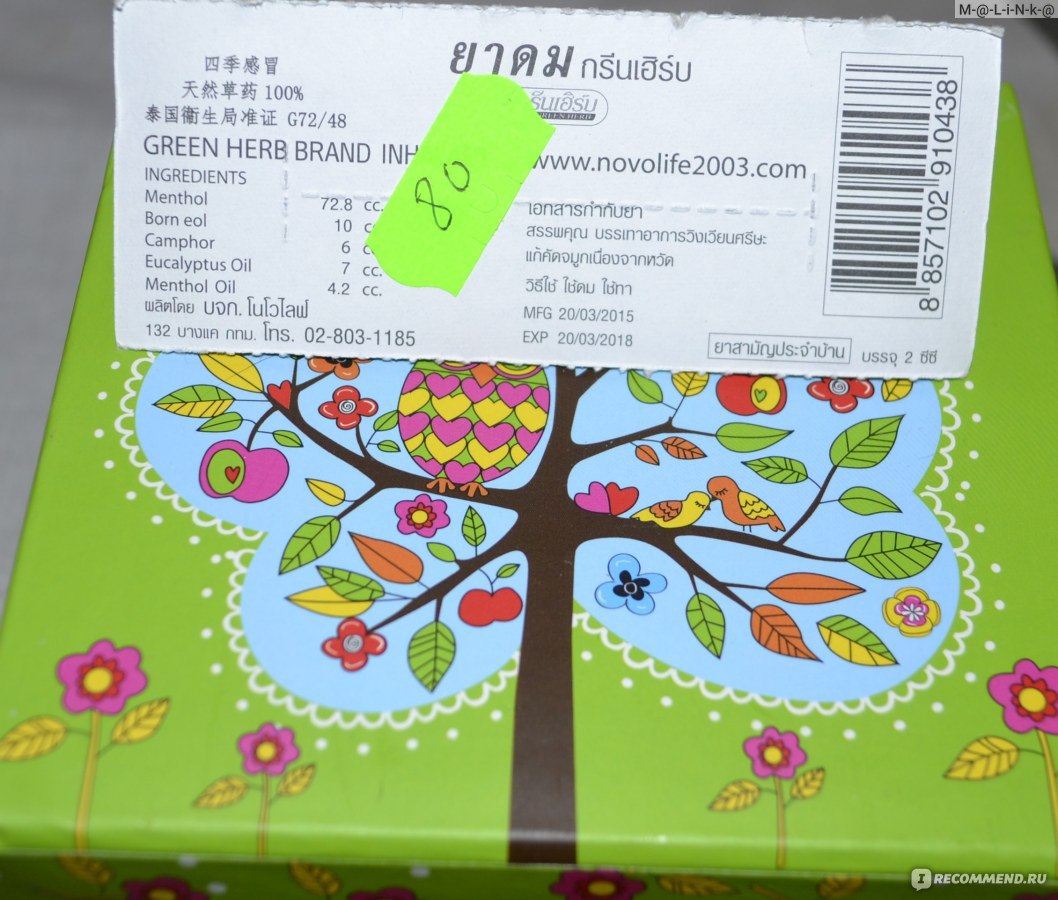 M-@-L-i-N-k-@
四季感冒
天然草药 100%
泰国衛生局准证 G72/48
ยาดม กรีนเฮิร์บ
GREEN HERB BRAND INH
www.novolife2003.com
INGREDIENTS
Menthol 72.8 cc.
Born eol 10 c
Camphor 6 c
Eucalyptus Oil 7 cc.
Menthol Oil 4.2 cc.
ผลิตโดย บจก. โนโวไลฟ์
132 บางแค กทม. โทร. 02-803-1185
80
เอกสารกำกับยา
สรรพคุณ บรรเทาอาการวิงเวียนศรีษะ
แก้คัดจมูกเนื่องจากหวัด
วิธีใช้ ใช้ดม ใช้ทา
MFG 20/03/2015
EXP 20/03/2018
ยาสามัญประจำบ้าน บรรจุ 2 ซีซี
8 857102 910438
IRECOMMEND.RU